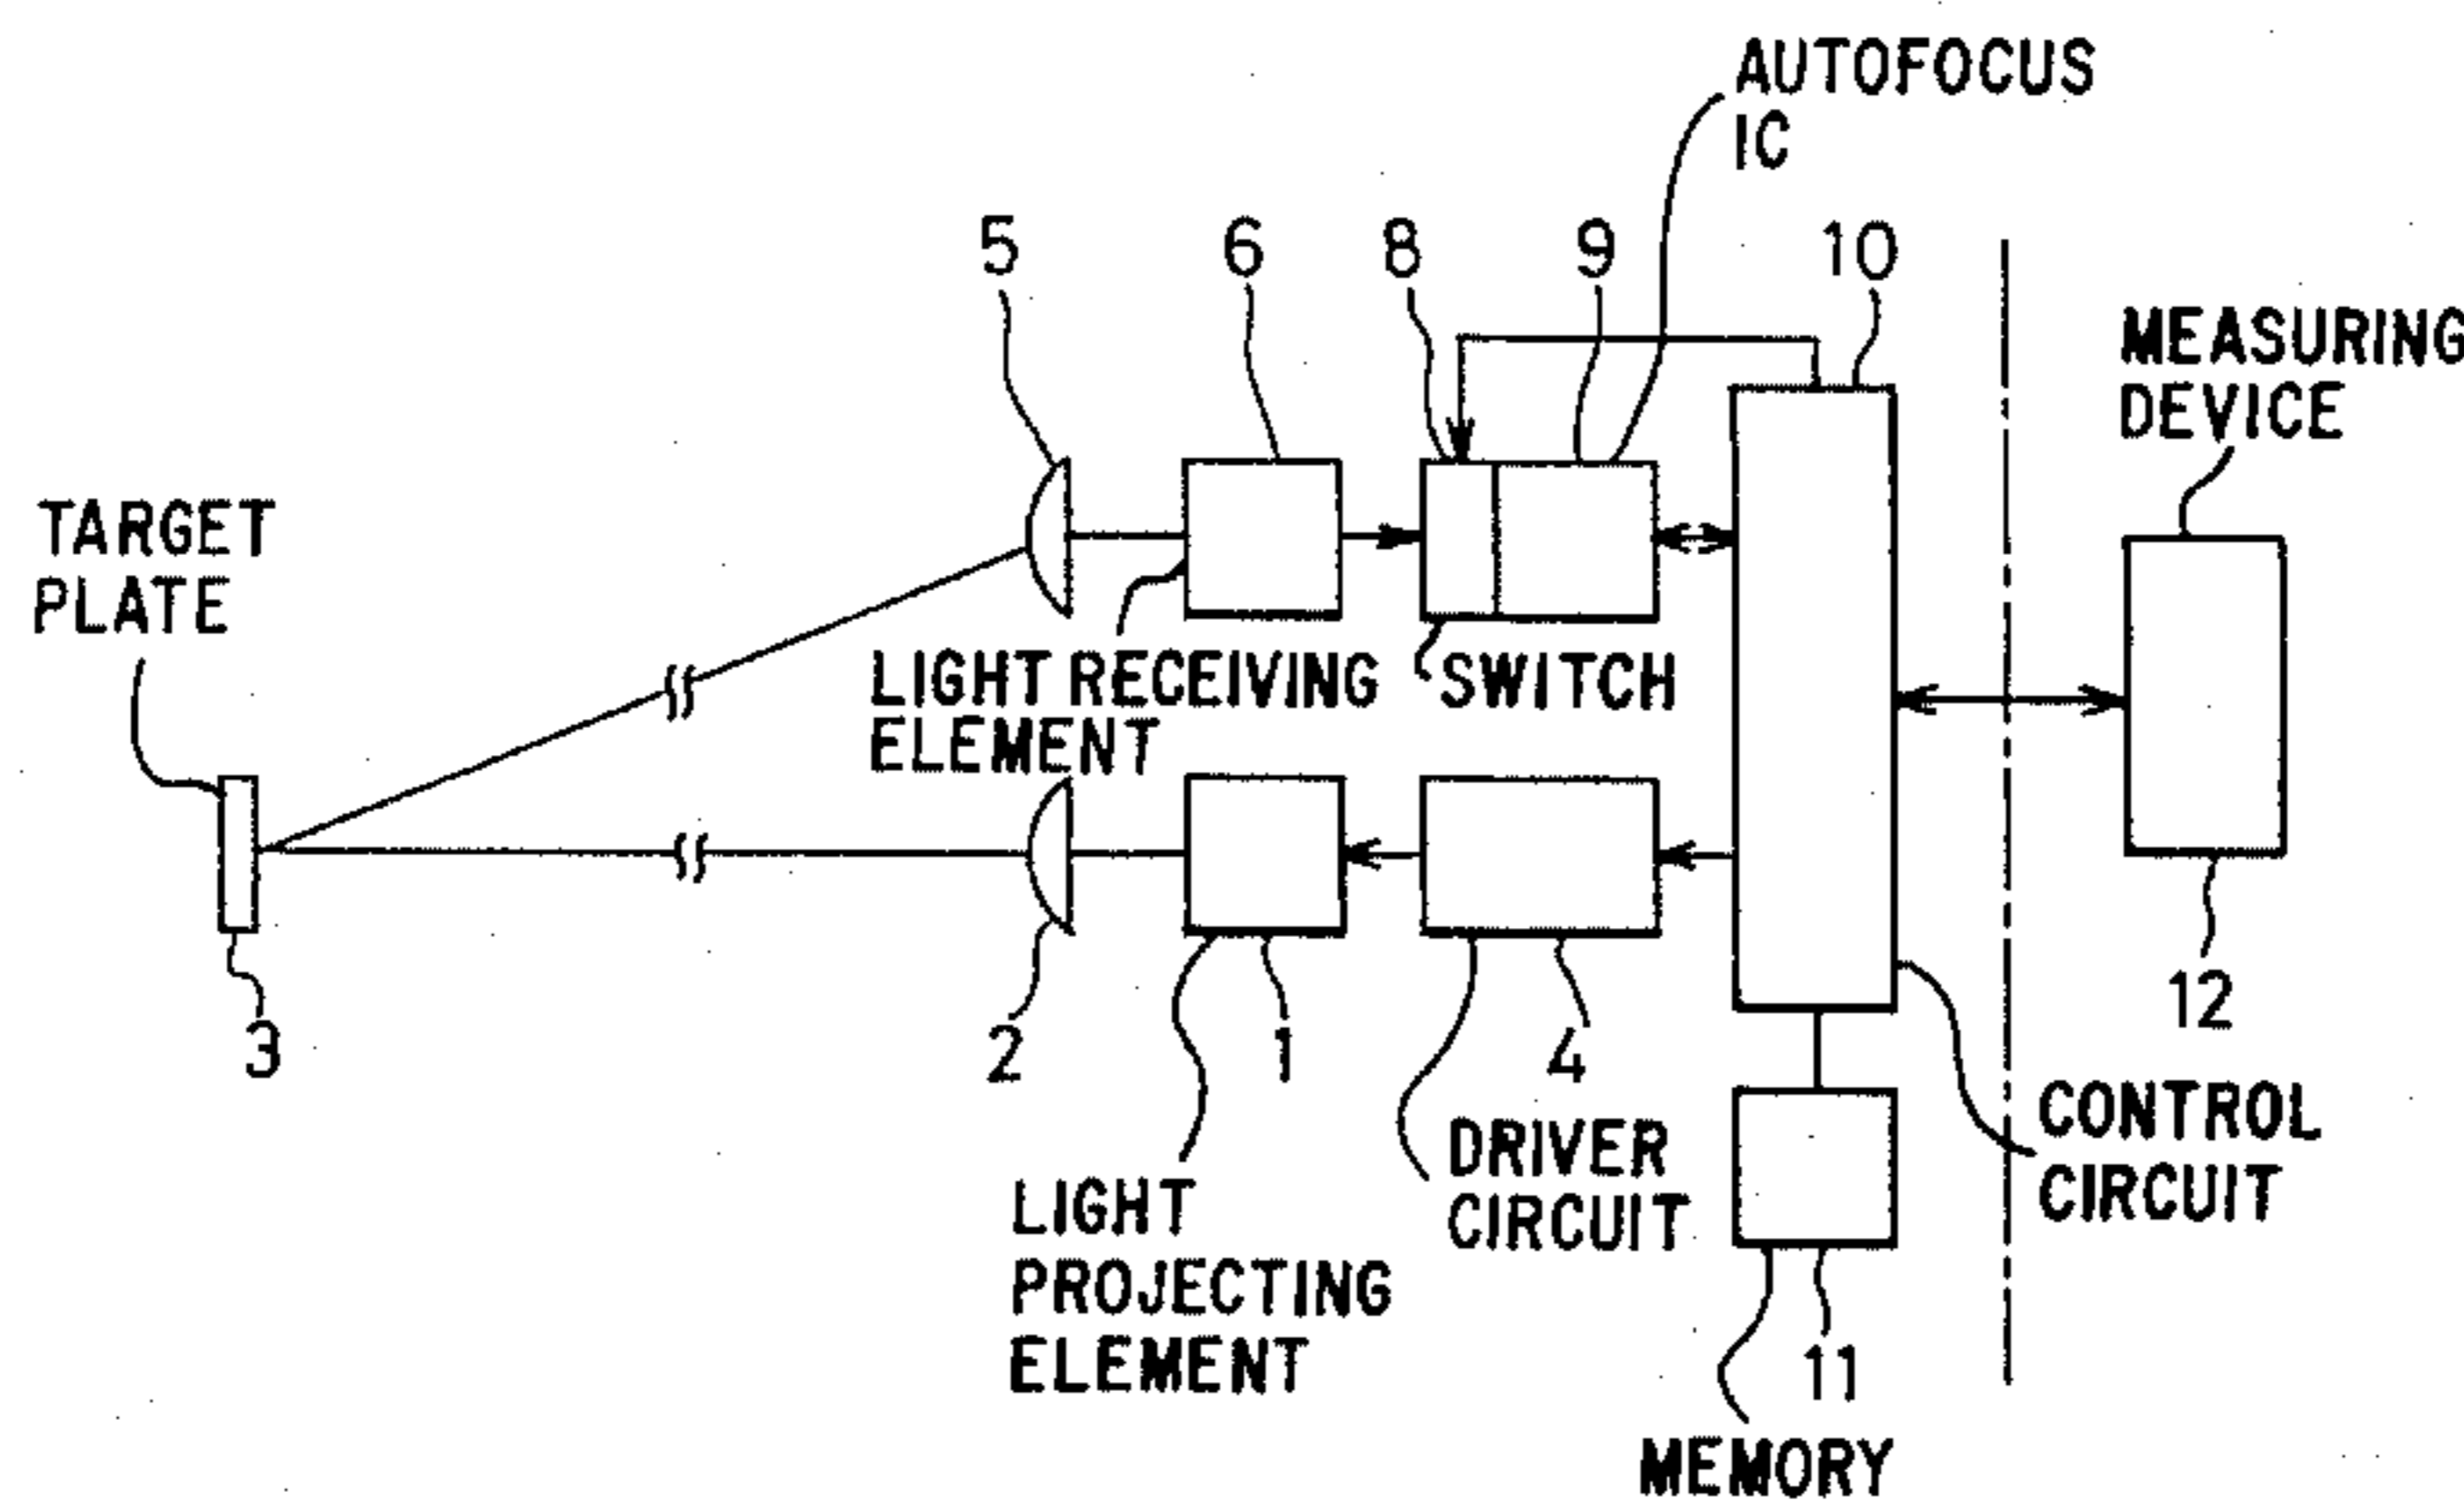 AUTOFOCUS
IC
5
6
8
9
10
MEASURING
DEVICE
TARGET
PLATE
LIGHT RECEIVING
ELEMENT
SWITCH
3
2
1
4
12
CONTROL
CIRCUIT
DRIVER
CIRCUIT
LIGHT
PROJECTING
ELEMENT
11
MEMORY